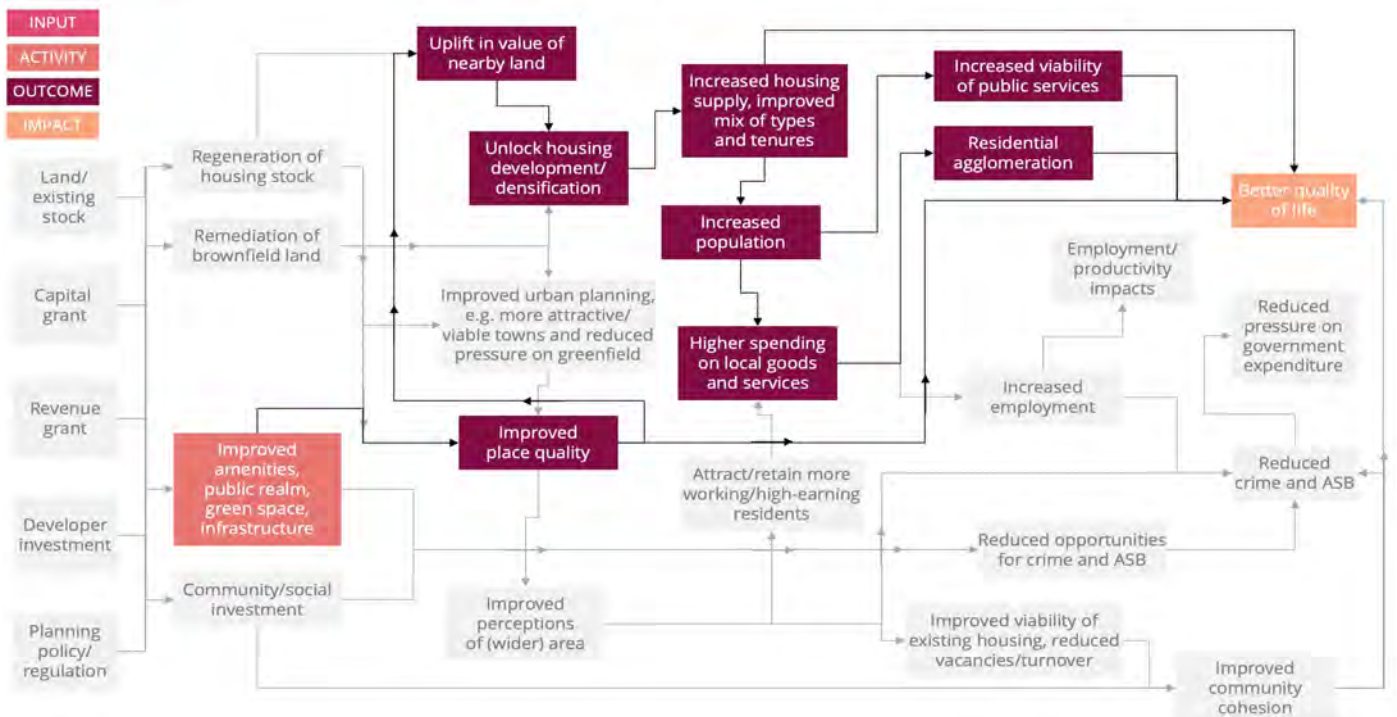 INPUT
ACTIVITY
OUTCOME
IMPACT
Land/
existing
stock
Capital
grant
Revenue
grant
Developer
investment
Planning
policy/
regulation
Regeneration of
housing stock
Remediation of
brownfield land
Improved
amenities,
public realm,
green space,
infrastructure
Community/social
investment
Uplift in value of
nearby land
Unlock housing
development/
densification
Improved urban planning,
e.g. more attractive/
viable towns and reduced
pressure on greenfield
Improved
place quality
Improved
perceptions
of (wider) area
Increased housing
supply, improved
mix of types
and tenures
Increased
population
Higher spending
on local goods
and services
Attract/retain more
working/high-earning
residents
Increased viability
of public services
Residential
agglomeration
Employment/
productivity
impacts
Increased
employment
Reduced opportunities
for crime and ASB
Improved viability of
existing housing, reduced
vacancies/turnover
Better quality
of life
Reduced
pressure on
government
expenditure
Reduced
crime and ASB
Improved
community
cohesion